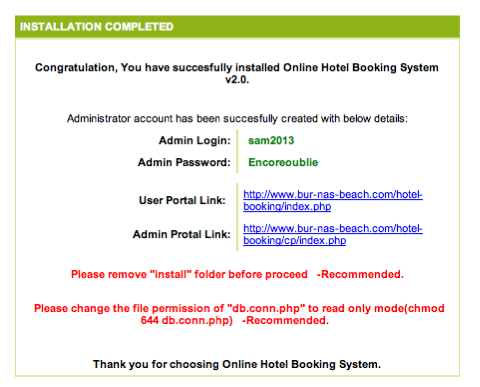 INSTALLATION COMPLETED
Congratulation, You have succesfully installed Online Hotel Booking System
v2.0.
Administrator account has been succesfully created with below details:
Admin Login: sam2013
Admin Password: Encoreoublie
User Portal Link: http://www.bur-nas-beach.com/hotel-
booking/index.php
Admin Protal Link: http://www.bur-nas-beach.com/hotel-
booking/cp/index.php
Please remove "install" folder before proceed -Recommended.
Please change the file permission of "db.conn.php" to read only mode(chmod
644 db.conn.php) -Recommended.
Thank you for choosing Online Hotel Booking System.